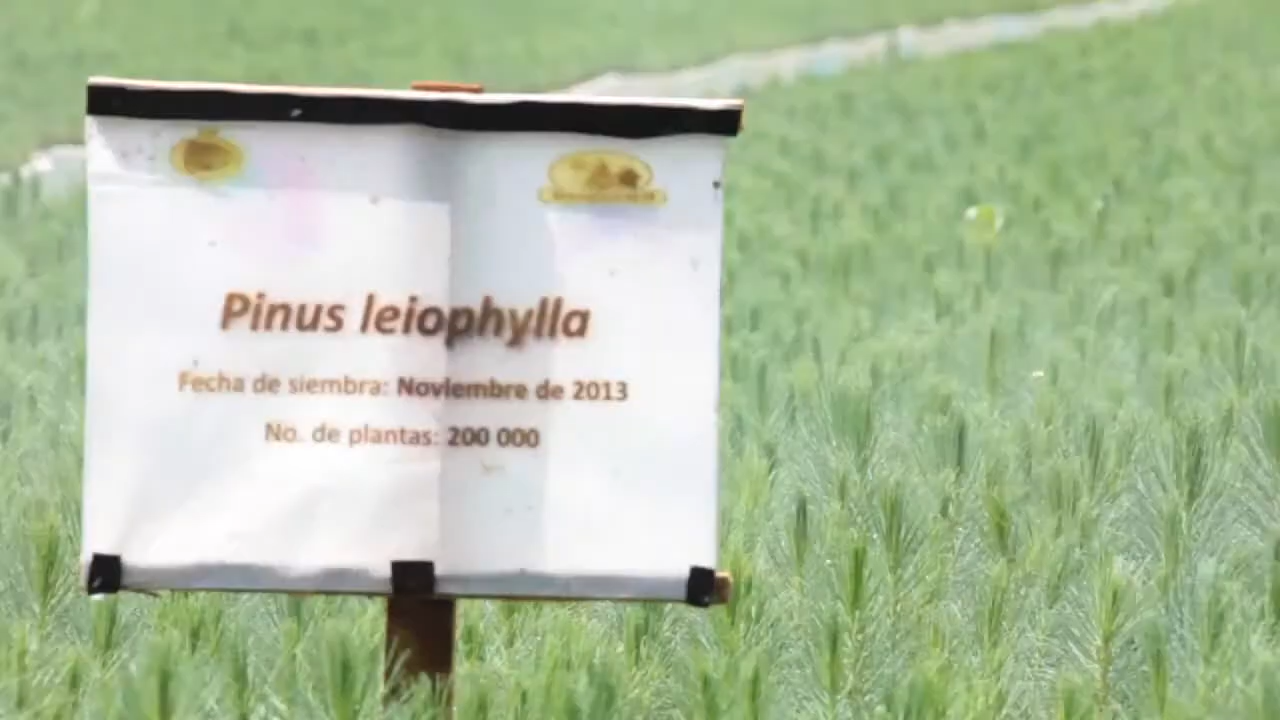 Pinus leiophylla
Fecha de siembra: Noviembre de 2013
No. de plantas: 200 000